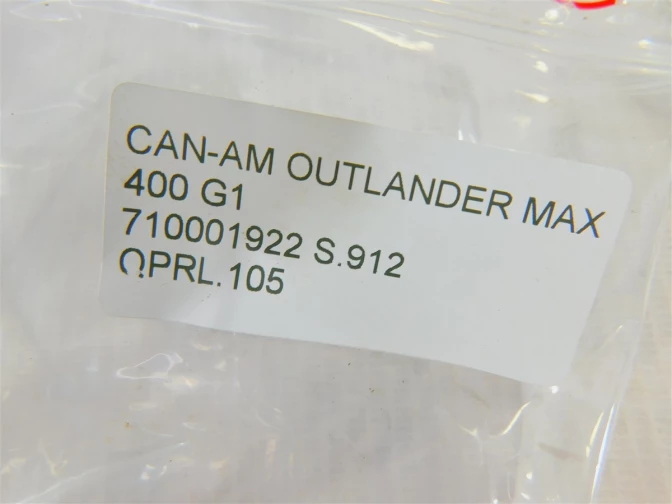 CAN-AM OUTLANDER MAX
400 G1
710001922 S.912
QPRL.105